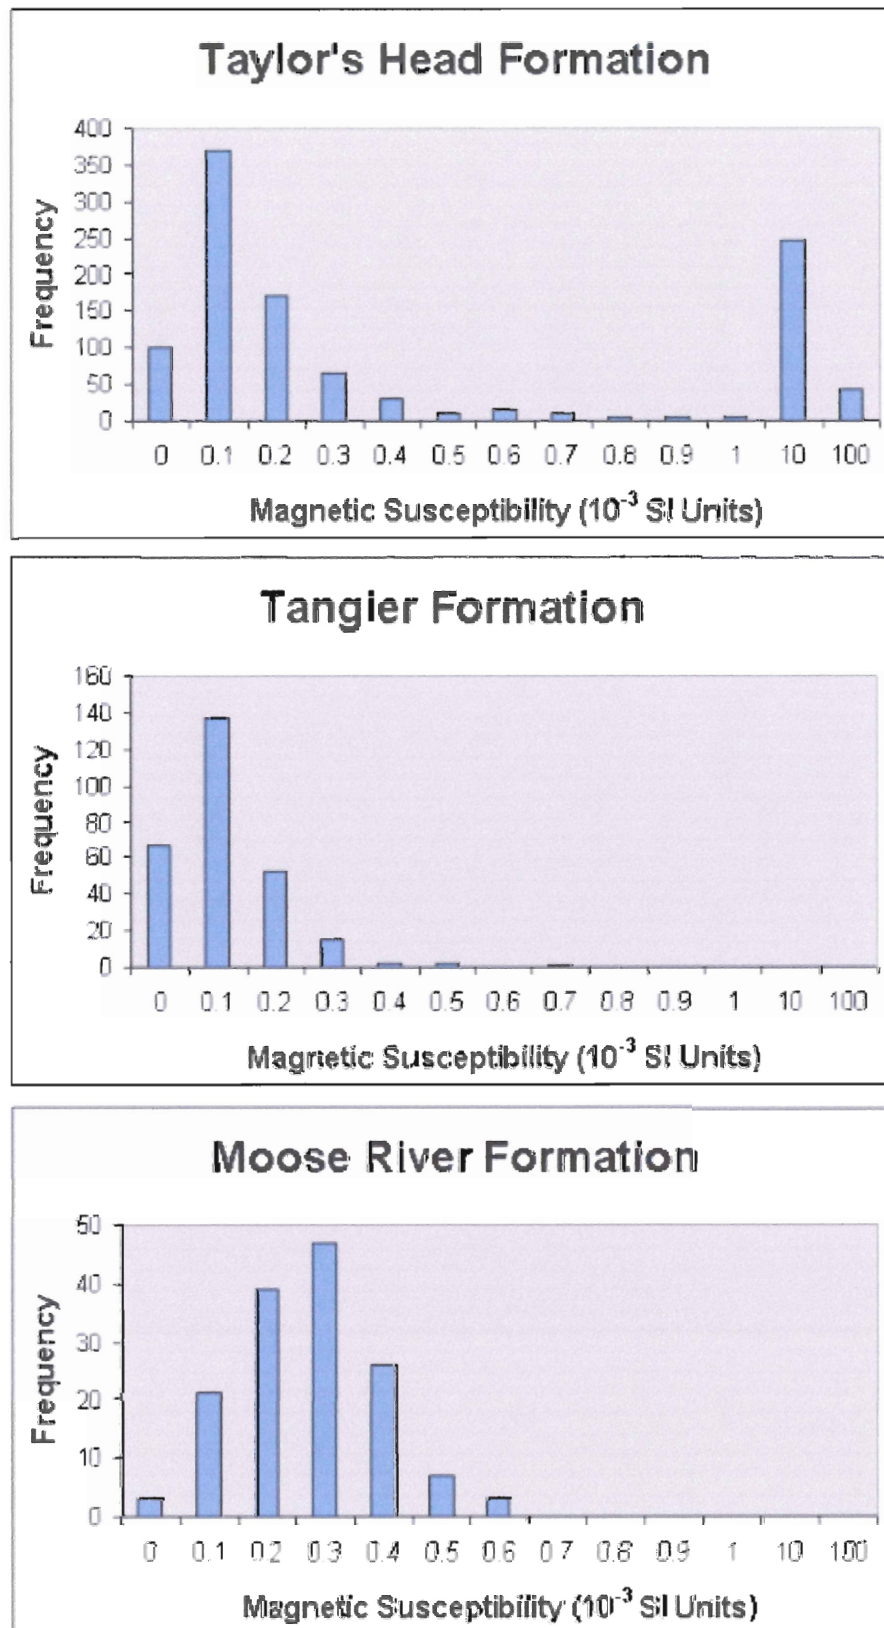 Taylor's Head Formation
400
350
300
250
200
150
100
50
0
Frequency
0 0.1 0.2 0.3 0.4 0.5 0.6 0.7 0.8 0.9 1 10 100
Magnetic Susceptibility (10⁻³ SI Units)
Tangier Formation
160
140
120
100
80
60
40
20
0
Frequency
0 0.1 0.2 0.3 0.4 0.5 0.6 0.7 0.8 0.9 1 10 100
Magnetic Susceptibility (10⁻³ SI Units)
Moose River Formation
50
40
30
20
10
0
Frequency
0 0.1 0.2 0.3 0.4 0.5 0.6 0.7 0.8 0.9 1 10 100
Magnetic Susceptibility (10⁻³ SI Units)